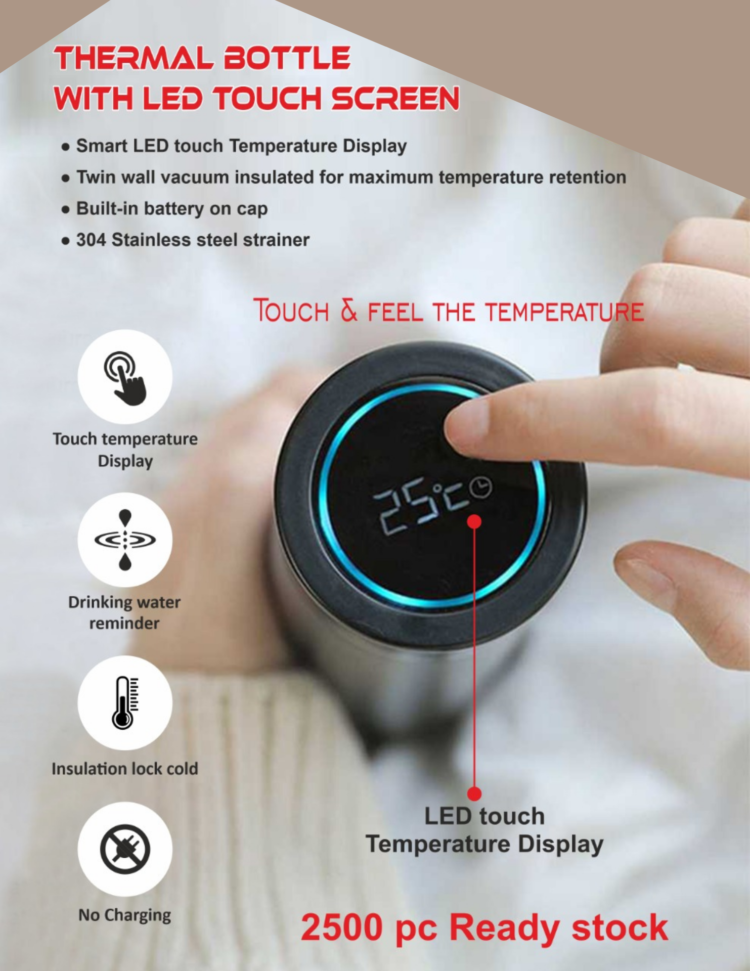 THERMAL BOTTLE
WITH LED TOUCH SCREEN
• Smart LED touch Temperature Display
• Twin wall vacuum insulated for maximum temperature retention
• Built-in battery on cap
• 304 Stainless steel strainer
TOUCH & FEEL THE TEMPERATURE
Touch temperature
Display
25°C
Drinking water
reminder
Insulation lock cold
LED touch
Temperature Display
No Charging
2500 pc Ready stock